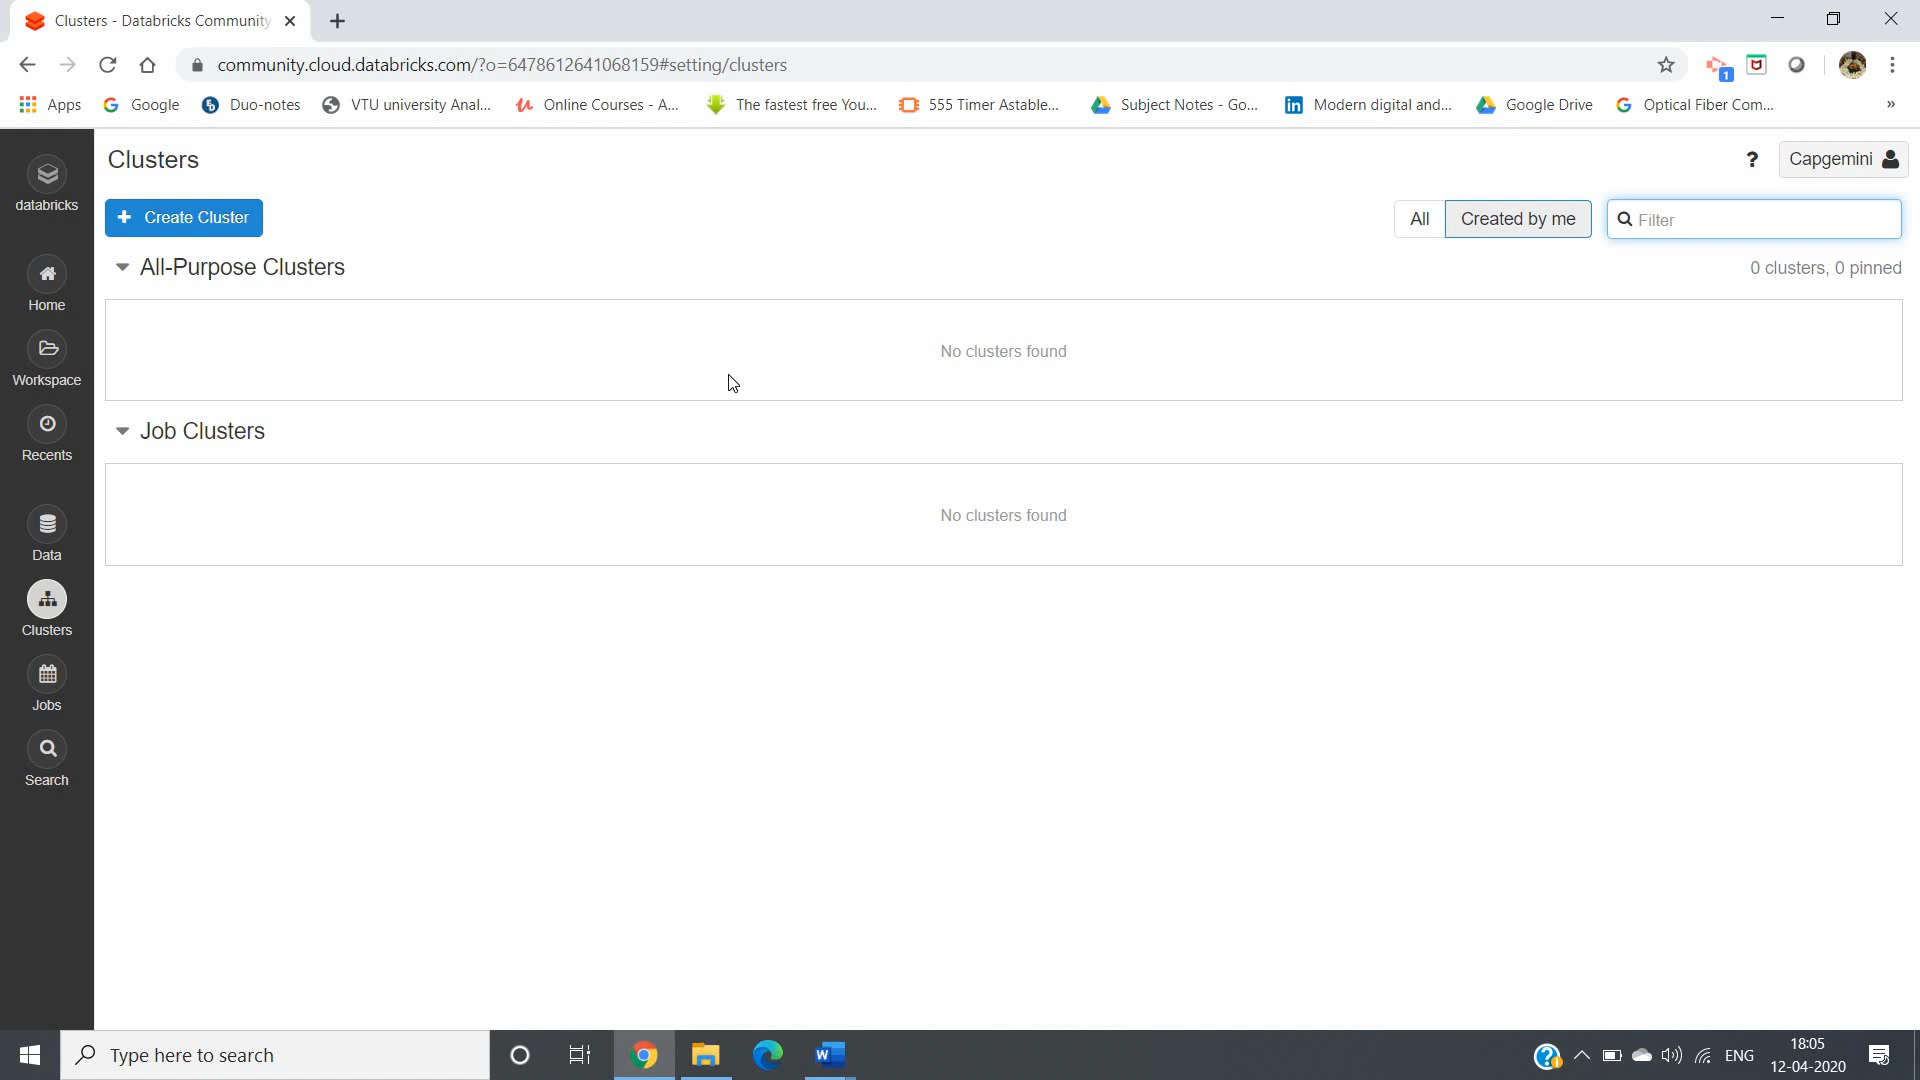 Clusters - Databricks Community
community.cloud.databricks.com/?o=6478612641068159#setting/clusters
1
Apps Google Duo-notes VTU university Anal... Online Courses - A... The fastest free You... 555 Timer Astable... Subject Notes - Go... Modern digital and... Google Drive Optical Fiber Com... »
databricks
Home
Workspace
Recents
Data
Clusters
Jobs
Search
Clusters
? Capgemini
+ Create Cluster
All Created by me Filter
All-Purpose Clusters
0 clusters, 0 pinned
No clusters found
Job Clusters
No clusters found
Type here to search
ENG
18:05
12-04-2020